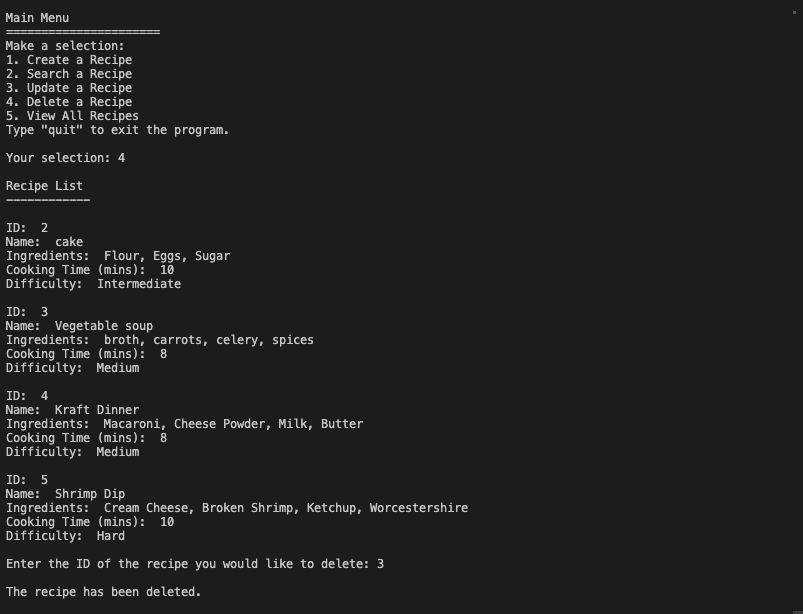 Main Menu
======================
Make a selection:
1. Create a Recipe
2. Search a Recipe
3. Update a Recipe
4. Delete a Recipe
5. View All Recipes
Type "quit" to exit the program.
Your selection: 4
Recipe List
------------
ID:  2
Name:  cake
Ingredients:  Flour, Eggs, Sugar
Cooking Time (mins):  10
Difficulty:  Intermediate
ID:  3
Name:  Vegetable soup
Ingredients:  broth, carrots, celery, spices
Cooking Time (mins):  8
Difficulty:  Medium
ID:  4
Name:  Kraft Dinner
Ingredients:  Macaroni, Cheese Powder, Milk, Butter
Cooking Time (mins):  8
Difficulty:  Medium
ID:  5
Name:  Shrimp Dip
Ingredients:  Cream Cheese, Broken Shrimp, Ketchup, Worcestershire
Cooking Time (mins):  10
Difficulty:  Hard
Enter the ID of the recipe you would like to delete: 3
The recipe has been deleted.